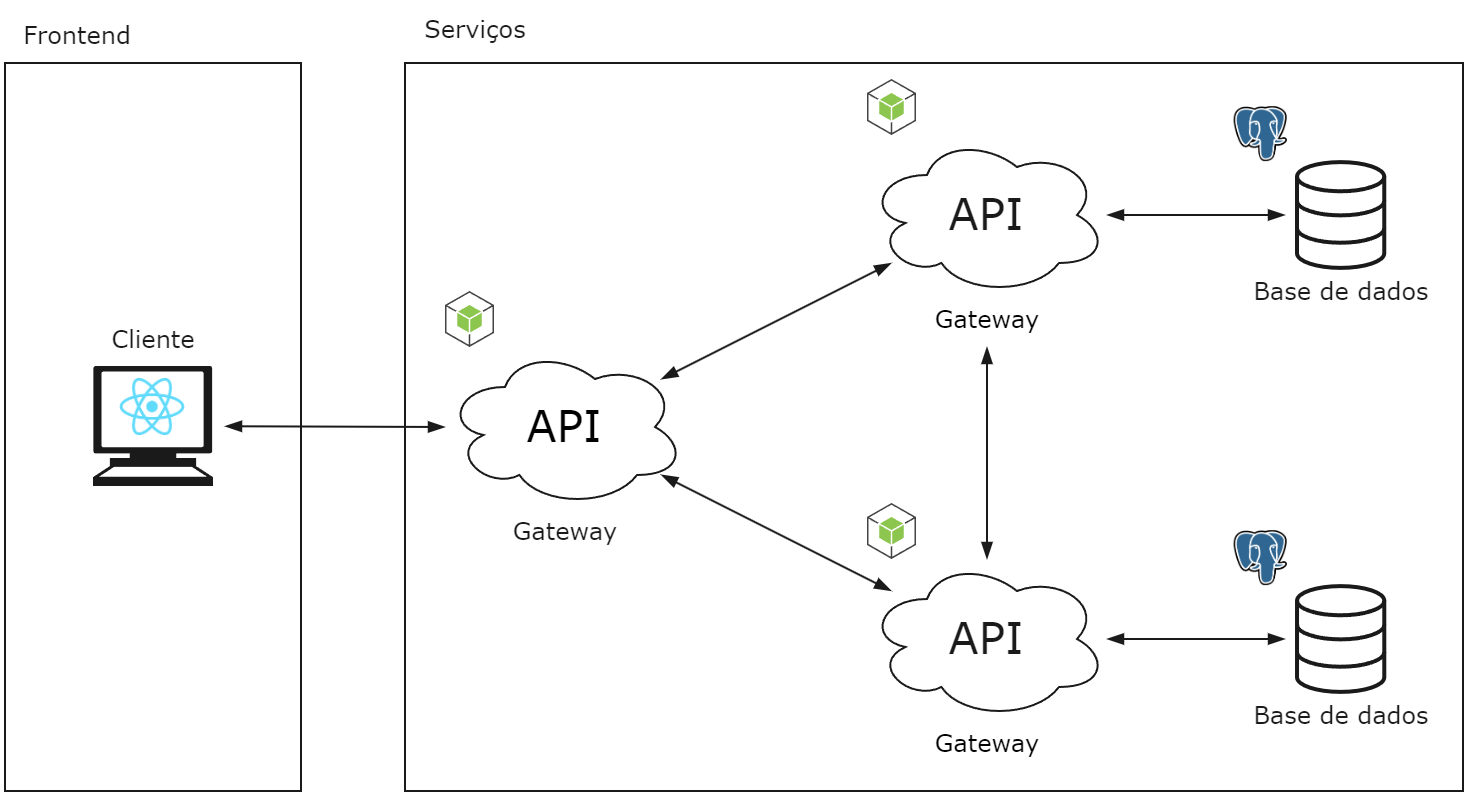 Frontend
Serviços
API
Base de dados
Gateway
Cliente
API
Gateway
API
Base de dados
Gateway